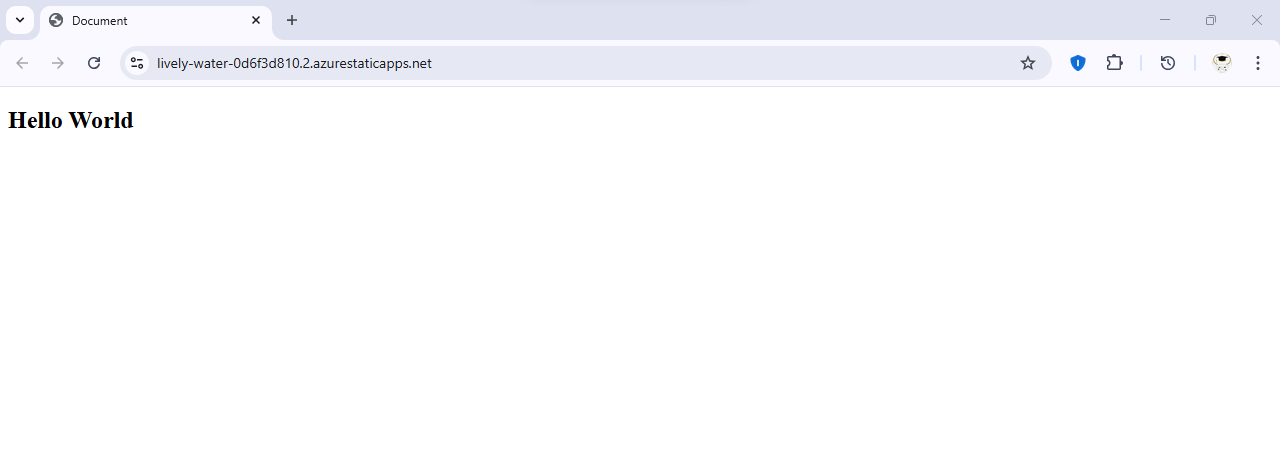 Document
lively-water-0d6f3d810.2.azurestaticapps.net
Hello World